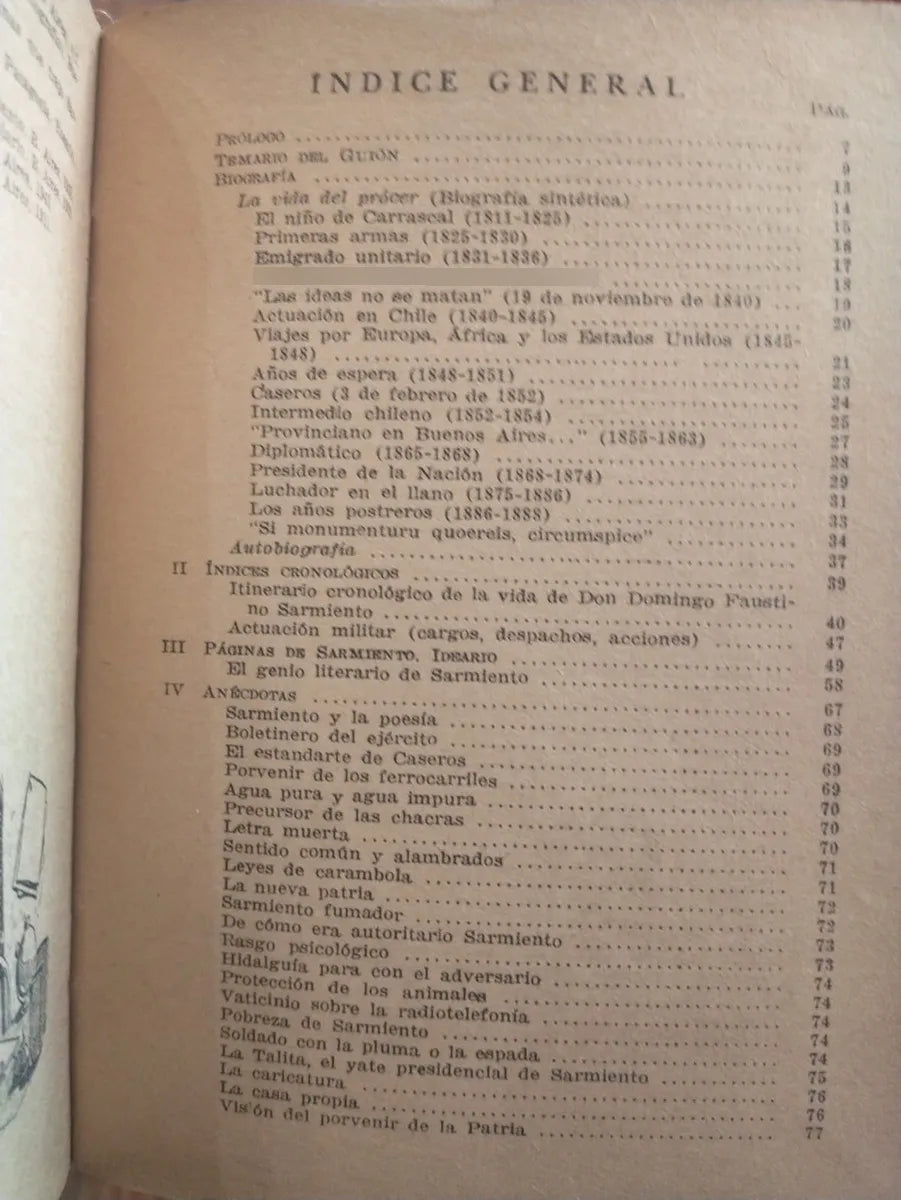 ÍNDICE GENERAL
PÁG.
PRÓLOGO ........ 7
TEMARIO DEL GUIÓN ........ 9
BIOGRAFÍA ........ 13
La vida del prócer (Biografía sintética) ........ 14
El niño de Carrascal (1811-1825) ........ 15
Primeras armas (1825-1830) ........ 16
Emigrado unitario (1831-1836) ........ 17
........ 18
"Las ideas no se matan" (19 de noviembre de 1840) ... 19
Actuación en Chile (1840-1845) ........ 20
Viajes por Europa, África y los Estados Unidos (1845-
1848) ........ 21
Años de espera (1848-1851) ........ 23
Caseros (3 de febrero de 1852) ........ 24
Intermedio chileno (1852-1854) ........ 25
"Provinciano en Buenos Aires..." (1855-1863) ........ 27
Diplomático (1865-1868) ........ 28
Presidente de la Nación (1868-1874) ........ 29
Luchador en el llano (1875-1886) ........ 31
Los años postreros (1886-1888) ........ 33
"Si monumenturu quoereis, circumspice" ........ 34
Autobiografía ........ 37
II ÍNDICES CRONOLÓGICOS ........ 39
Itinerario cronológico de la vida de Don Domingo Fausti-
no Sarmiento ........ 40
Actuación militar (cargos, despachos, acciones) ........ 47
III PÁGINAS DE SARMIENTO. IDEARIO ........ 49
El genio literario de Sarmiento ........ 58
IV ANÉCDOTAS ........ 67
Sarmiento y la poesía ........ 68
Boletinero del ejército ........ 69
El estandarte de Caseros ........ 69
Porvenir de los ferrocarriles ........ 69
Agua pura y agua impura ........ 70
Precursor de las chacras ........ 70
Letra muerta ........ 70
Sentido común y alambrados ........ 71
Leyes de carambola ........ 71
La nueva patria ........ 72
Sarmiento fumador ........ 72
De cómo era autoritario Sarmiento ........ 73
Rasgo psicológico ........ 73
Hidalguía para con el adversario ........ 74
Protección de los animales ........ 74
Vaticinio sobre la radiotelefonía ........ 74
Pobreza de Sarmiento ........ 74
Soldado con la pluma o la espada ........ 74
La Talita, el yate presidencial de Sarmiento ........ 75
La caricatura ........ 76
La casa propia ........ 76
Visión del porvenir de la Patria ........ 77